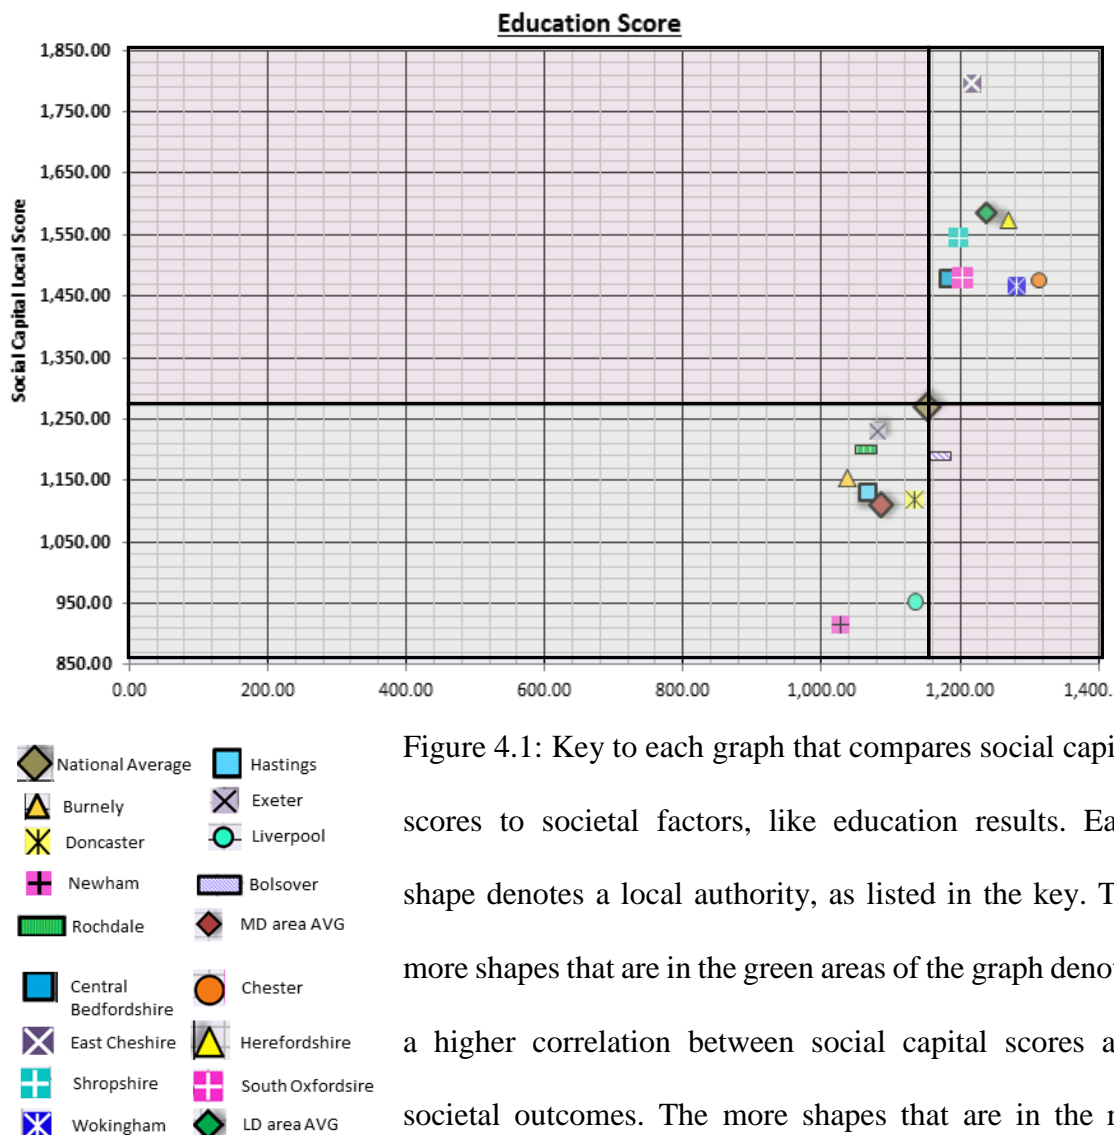 Education Score
1,850.00
1,750.00
1,650.00
1,550.00
1,450.00
1,350.00
1,250.00
1,150.00
1,050.00
950.00
850.00
Social Capital Local Score
0.00 200.00 400.00 600.00 800.00 1,000.00 1,200.00 1,400.
National Average Hastings
Burnely Exeter
Doncaster Liverpool
Newham Bolsover
Rochdale MD area AVG
Central Chester
Bedfordshire
East Cheshire Herefordshire
Shropshire South Oxfordsire
Wokingham LD area AVG
Figure 4.1: Key to each graph that compares social capi
scores to societal factors, like education results. Ea
shape denotes a local authority, as listed in the key. T
more shapes that are in the green areas of the graph deno
a higher correlation between social capital scores a
societal outcomes. The more shapes that are in the